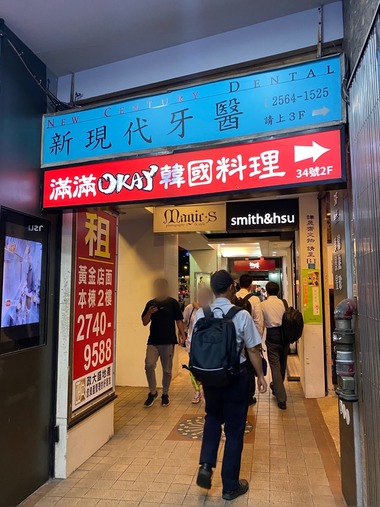 NEW CENTURY DENTAL
新現代牙醫
2564-1525
請上3F
滿滿OKAY韓國料理
34號2F
Magic-S
smith&hsu
租
黃金店面
本棟2樓
2740-
9588